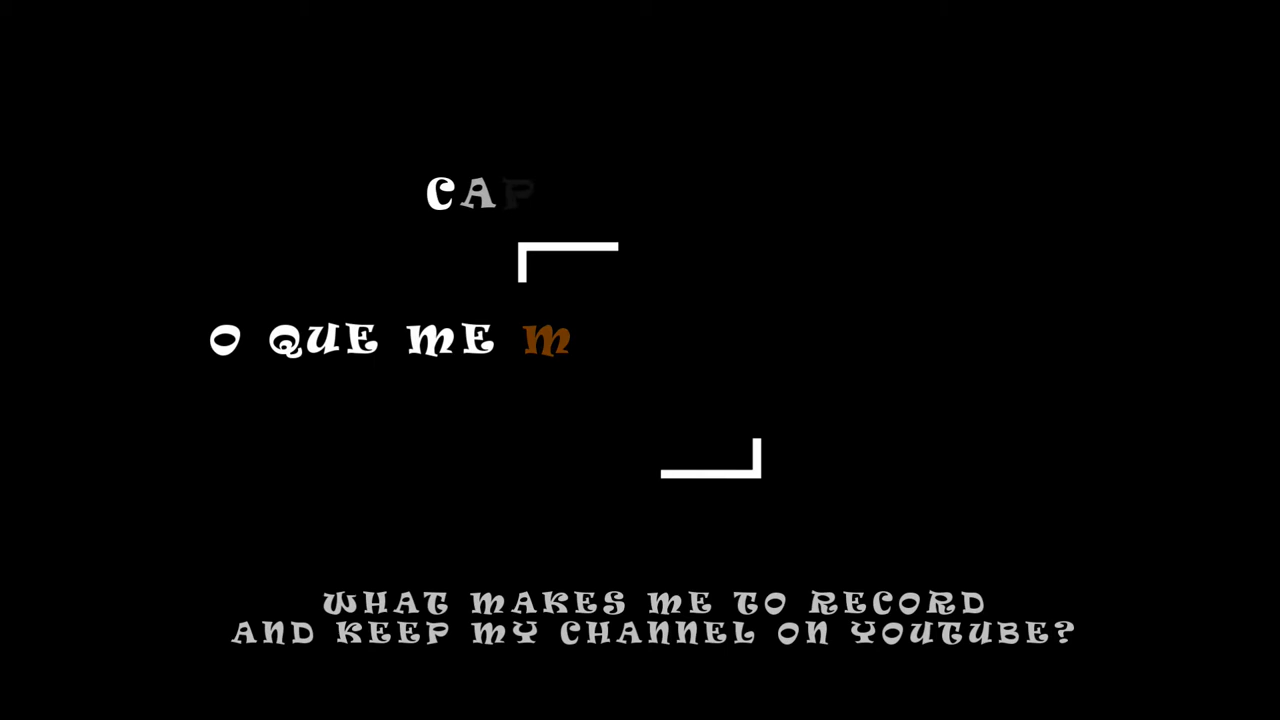 CAP
O QUE ME M
WHAT MAKES ME TO RECORD
AND KEEP MY CHANNEL ON YOUTUBE?